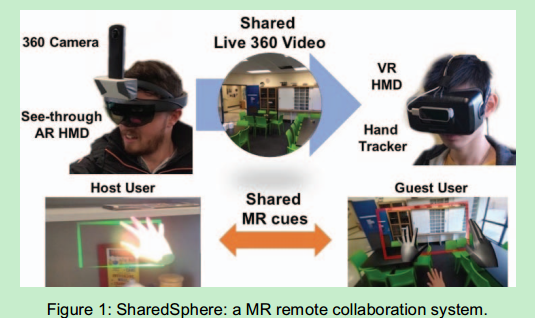 360 Camera
Shared
Live 360 Video
VR
HMD
See-through
AR HMD
Hand
Tracker
Host User
Shared
MR cues
Guest User
Figure 1: SharedSphere: a MR remote collaboration system.